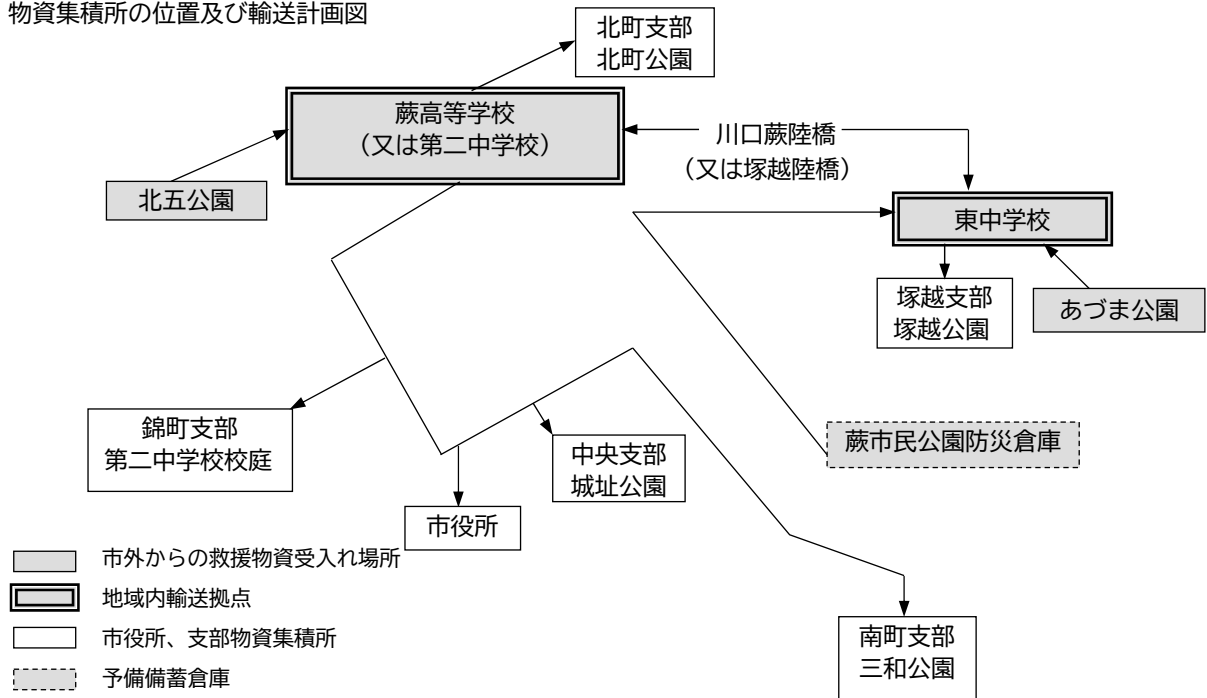 物資集積所の位置及び輸送計画図
北町支部
北町公園
蕨高等学校
（又は第二中学校）
川口蕨陸橋
（又は塚越陸橋）
北五公園
東中学校
塚越支部
塚越公園
あづま公園
錦町支部
第二中学校校庭
中央支部
城址公園
蕨市民公園防災倉庫
市役所
市外からの救援物資受入れ場所
地域内輸送拠点
市役所、支部物資集積所
予備備蓄倉庫
南町支部
三和公園